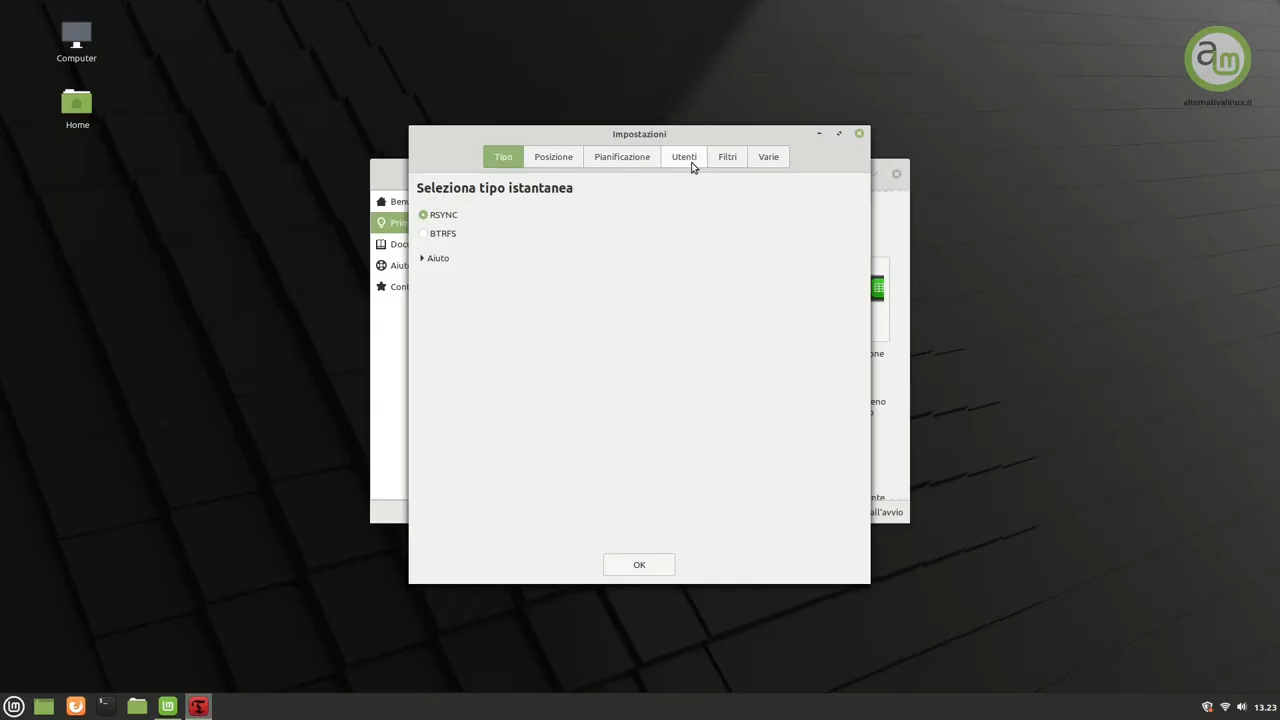 Computer
Home
alternativalinux.it
Impostazioni
Tipo
Posizione
Pianificazione
Utenti
Filtri
Varie
Seleziona tipo istantanea
RSYNC
BTRFS
Aiuto
OK
all'avvio
13.23